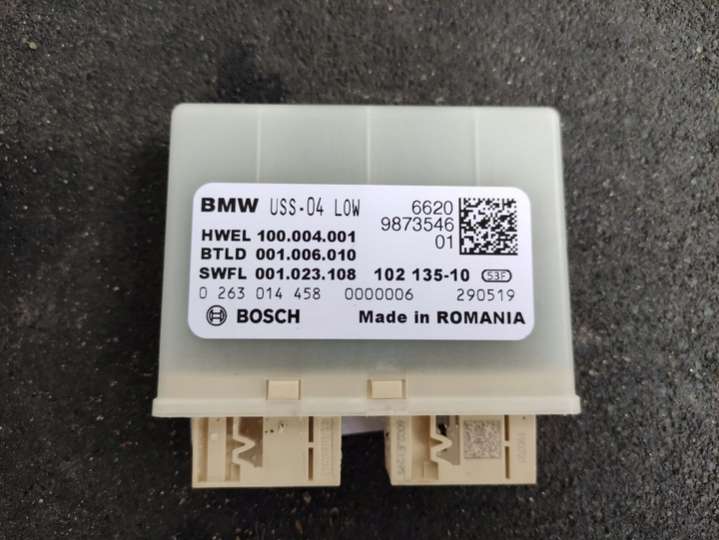 BMW USS-04 LOW 6620
9873546
HWEL 100.004.001 01
BTLD 001.006.010
SWFL 001.023.108 102 135-10 S3F
0 263 014 458 0000006 290519
BOSCH Made in ROMANIA